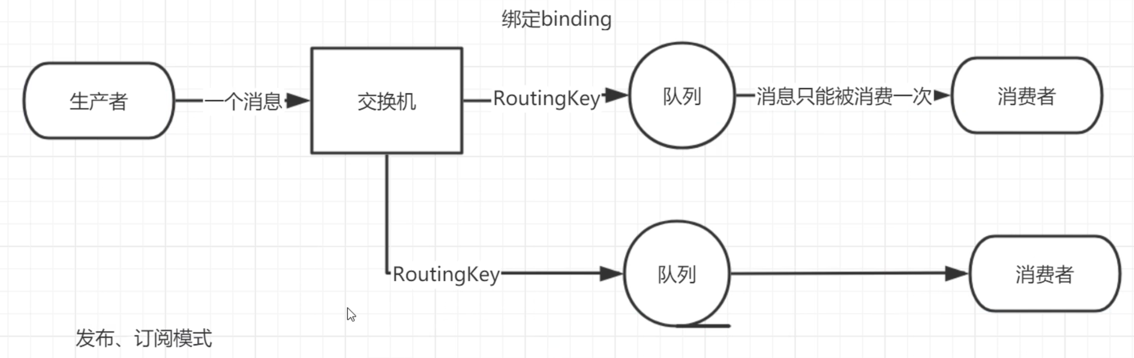 绑定binding
生产者
一个消息
交换机
RoutingKey
队列
消息只能被消费一次
消费者
RoutingKey
队列
消费者
发布、订阅模式